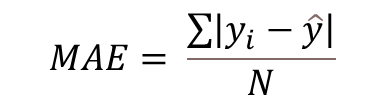 MAE = ∑|yᵢ − ŷ| / N